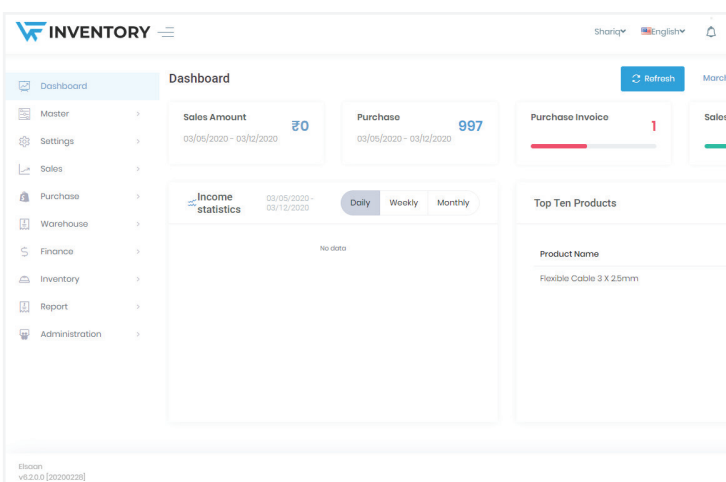 VF INVENTORY
Shariq
English
Dashboard
Master
Settings
Sales
Purchase
Warehouse
Finance
Inventory
Report
Administration
Dashboard
Refresh
March
Sales Amount
₹0
03/05/2020 - 03/12/2020
Purchase
997
03/05/2020 - 03/12/2020
Purchase Invoice
1
Sales
Income
statistics
03/05/2020 -
03/12/2020
Daily
Weekly
Monthly
No data
Top Ten Products
Product Name
Flexible Cable 3 X 2.5mm
Elsaan
v6.2.0.0 [20200228]